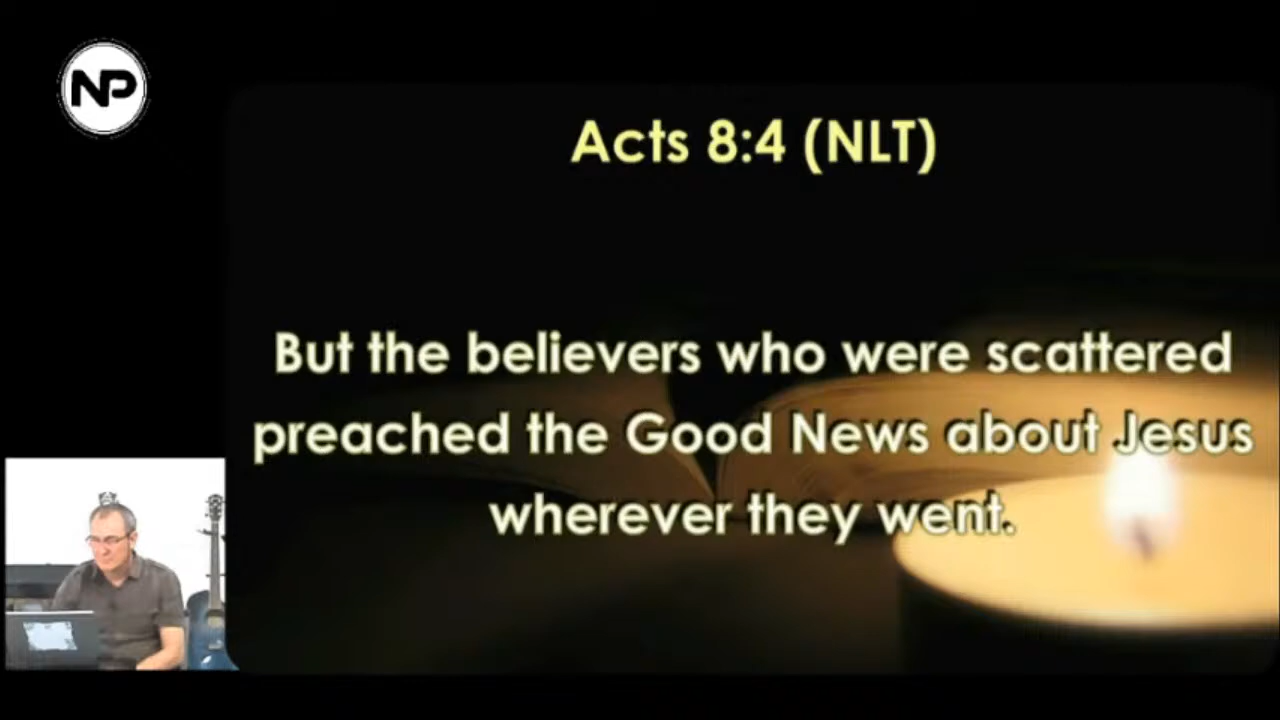 NP
Acts 8:4 (NLT)
But the believers who were scattered
preached the Good News about Jesus
wherever they went.